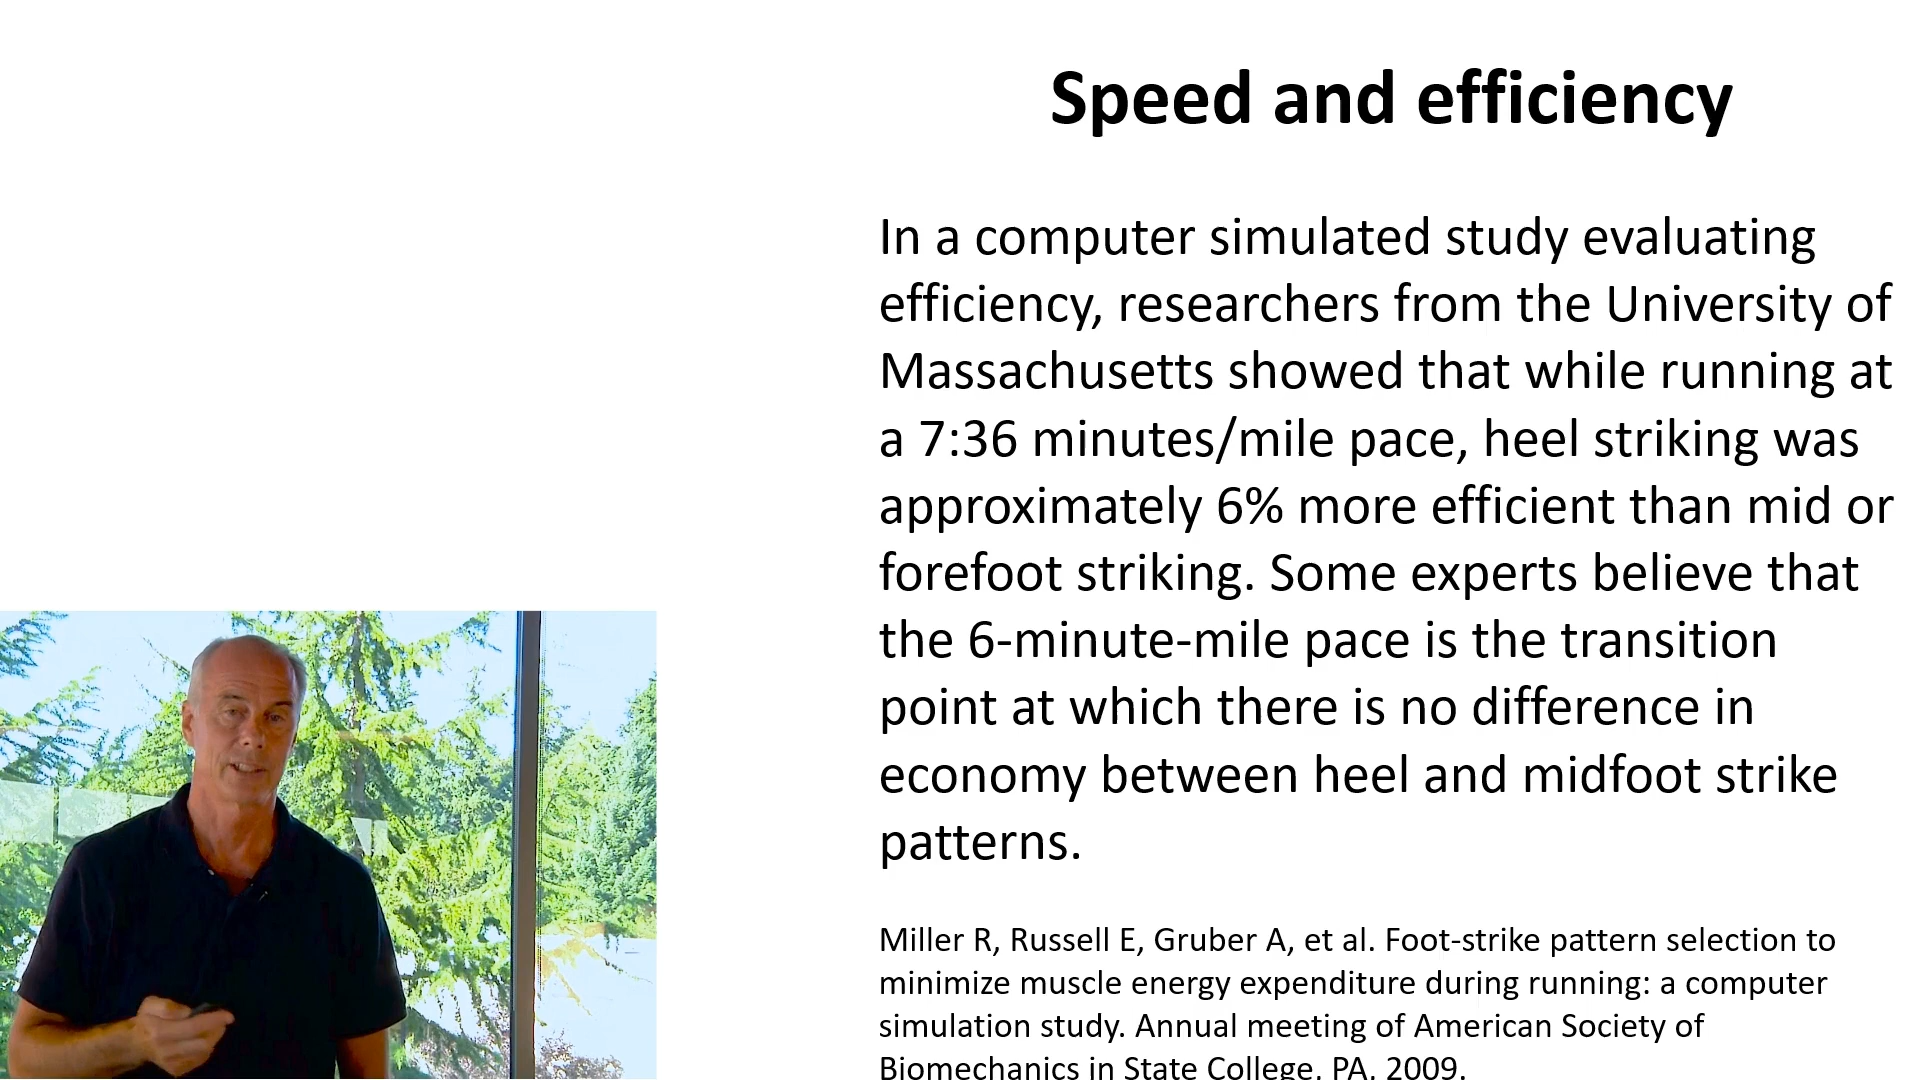 Speed and efficiency
In a computer simulated study evaluating
efficiency, researchers from the University of
Massachusetts showed that while running at
a 7:36 minutes/mile pace, heel striking was
approximately 6% more efficient than mid or
forefoot striking. Some experts believe that
the 6-minute-mile pace is the transition
point at which there is no difference in
economy between heel and midfoot strike
patterns.
Miller R, Russell E, Gruber A, et al. Foot-strike pattern selection to
minimize muscle energy expenditure during running: a computer
simulation study. Annual meeting of American Society of
Biomechanics in State College, PA, 2009.